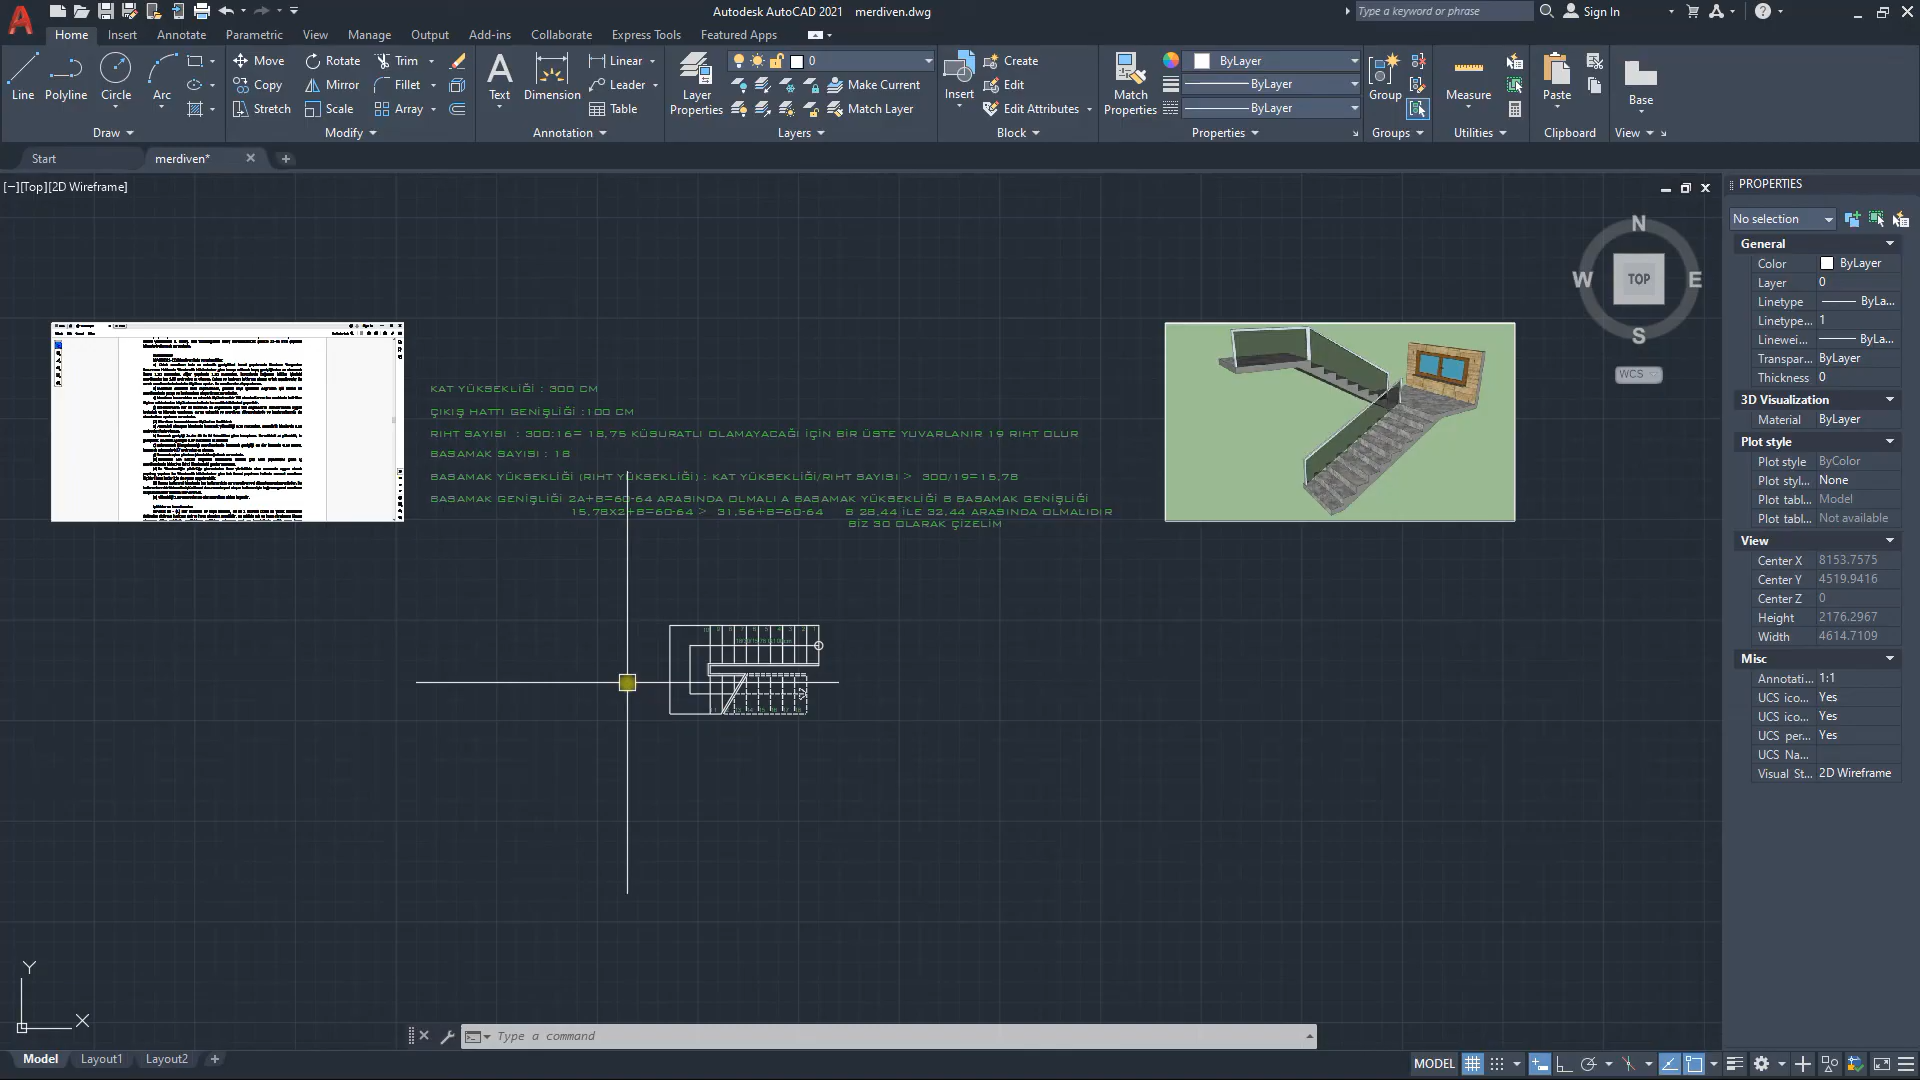 Autodesk AutoCAD 2021 merdiven.dwg
Type a keyword or phrase
Sign In
Home Insert Annotate Parametric View Manage Output Add-ins Collaborate Express Tools Featured Apps
Line Polyline Circle Arc
Move Rotate Trim
Copy Mirror Fillet
Stretch Scale Array
Text Dimension
Linear
Leader
Table
Layer Properties
0
Make Current
Match Layer
Insert
Create
Edit
Edit Attributes
Match Properties
ByLayer
ByLayer
ByLayer
Group
Measure
Paste
Base
Draw Modify Annotation Layers Block Properties Groups Utilities Clipboard View
Start merdiven*
[−][Top][2D Wireframe]
KAT YÜKSEKLİĞİ : 300 CM
ÇIKIŞ HATTI GENİŞLİĞİ :100 CM
RIHT SAYISI : 300:16= 18,75 KÜSURATLI OLAMAYACAĞI İÇİN BİR ÜSTE YUVARLANIR 19 RIHT OLUR
BASAMAK SAYISI : 18
BASAMAK YÜKSEKLİĞİ (RIHT YÜKSEKLİĞİ) : KAT YÜKSEKLİĞİ/RIHT SAYISI > 300/19=15,78
BASAMAK GENİŞLİĞİ 2A+B=60-64 ARASINDA OLMALI A BASAMAK YÜKSEKLİĞİ B BASAMAK GENİŞLİĞİ
15,78X2+B=60-64 > 31,56+B=60-64 B 28,44 İLE 32,44 ARASINDA OLMALIDIR
BİZ 30 OLARAK ÇİZELİM
N
W TOP E
S
WCS
PROPERTIES
No selection
General
Color ByLayer
Layer 0
Linetype ByLa...
Linetype... 1
Linewei... ByLa...
Transpar... ByLayer
Thickness 0
3D Visualization
Material ByLayer
Plot style
Plot style ByColor
Plot styl... None
Plot tabl... Model
Plot tabl... Not available
View
Center X 8153.7575
Center Y 4519.9416
Center Z 0
Height 2176.2967
Width 4614.7109
Misc
Annotati... 1:1
UCS ico... Yes
UCS ico... Yes
UCS per... Yes
UCS Na...
Visual St... 2D Wireframe
Y
X
Type a command
Model Layout1 Layout2
MODEL